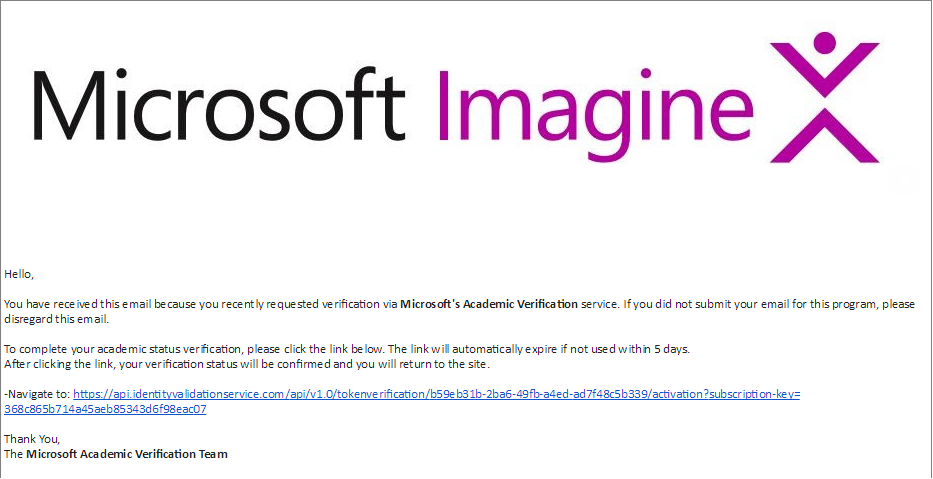 Microsoft Imagine
Hello,
You have received this email because you recently requested verification via Microsoft's Academic Verification service. If you did not submit your email for this program, please
disregard this email.
To complete your academic status verification, please click the link below. The link will automatically expire if not used within 5 days.
After clicking the link, your verification status will be confirmed and you will return to the site.
-Navigate to: https://api.identityvalidationservice.com/api/v1.0/tokenverification/b59eb31b-2ba6-49fb-a4ed-ad7f48c5b339/activation?subscription-key=
368c865b714a45aeb85343d6f98eac07
Thank You,
The Microsoft Academic Verification Team